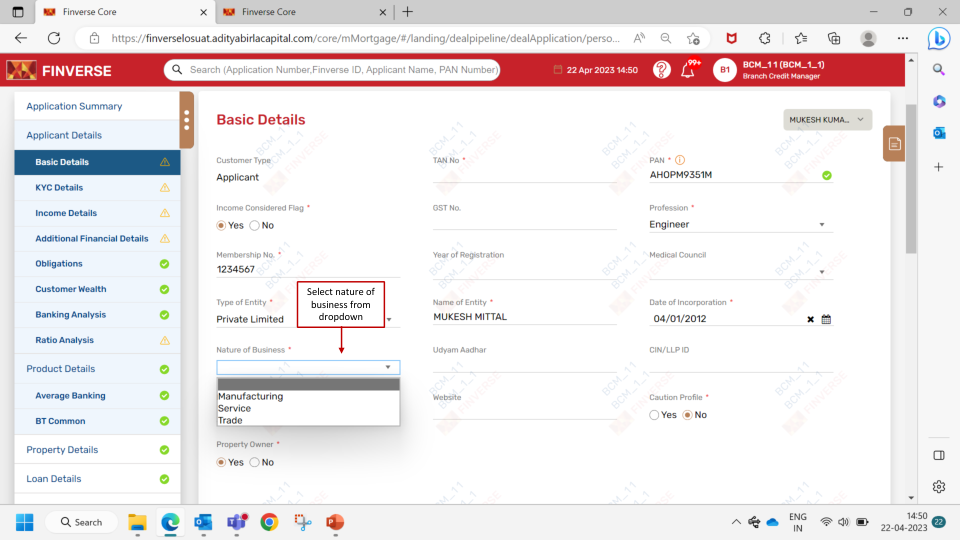 Finverse Core
Finverse Core
https://finverselosuat.adityabirlacapital.com/core/mMortgage/#/landing/dealpipeline/dealApplication/perso...
FINVERSE
Search (Application Number,Finverse ID, Applicant Name, PAN Number)
22 Apr 2023 14:50
99+
B1
BCM_1 1 (BCM_1_1)
Branch Credit Manager
Application Summary
Applicant Details
Basic Details
KYC Details
Income Details
Additional Financial Details
Obligations
Customer Wealth
Banking Analysis
Ratio Analysis
Product Details
Average Banking
BT Common
Property Details
Loan Details
Basic Details
MUKESH KUMA...
Customer Type
Applicant
TAN No *
PAN *
AHOPM9351M
Income Considered Flag *
Yes No
GST No.
Profession *
Engineer
Membership No. *
1234567
Year of Registration
Medical Council
Select nature of
business from
dropdown
Type of Entity *
Private Limited
Name of Entity *
MUKESH MITTAL
Date of Incorporation *
04/01/2012
Nature of Business *
Manufacturing
Service
Trade
Udyam Aadhar
CIN/LLP ID
Website
Caution Profile *
Yes No
Property Owner *
Yes No
BCM_11
BCM_1_1
FINVERSE
Search
ENG
IN
14:50
22-04-2023
22